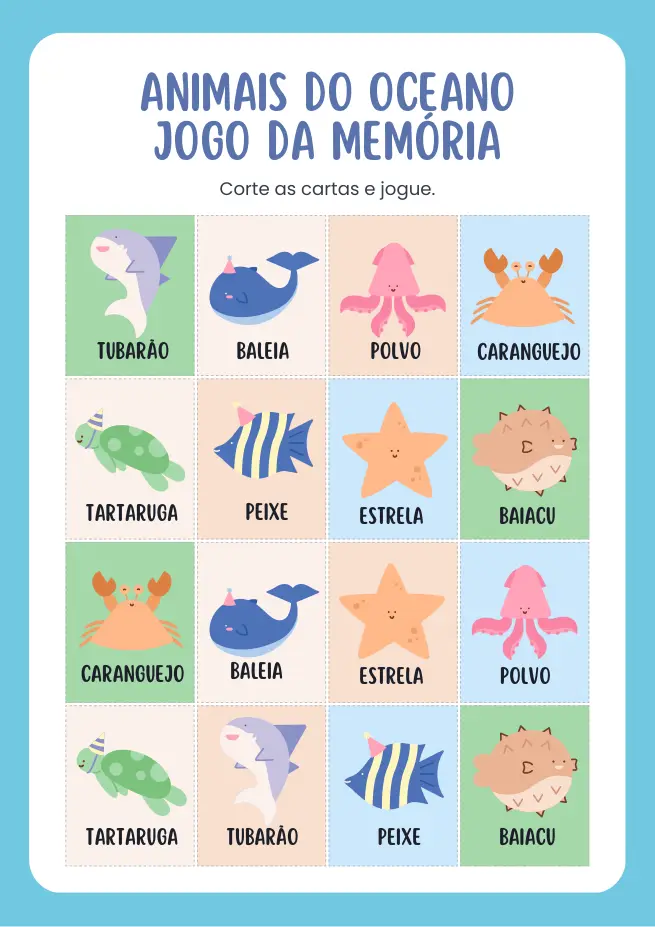 ANIMAIS DO OCEANO
JOGO DA MEMÓRIA
Corte as cartas e jogue.
TUBARÃO
BALEIA
POLVO
CARANGUEJO
TARTARUGA
PEIXE
ESTRELA
BAIACU
CARANGUEJO
BALEIA
ESTRELA
POLVO
TARTARUGA
TUBARÃO
PEIXE
BAIACU